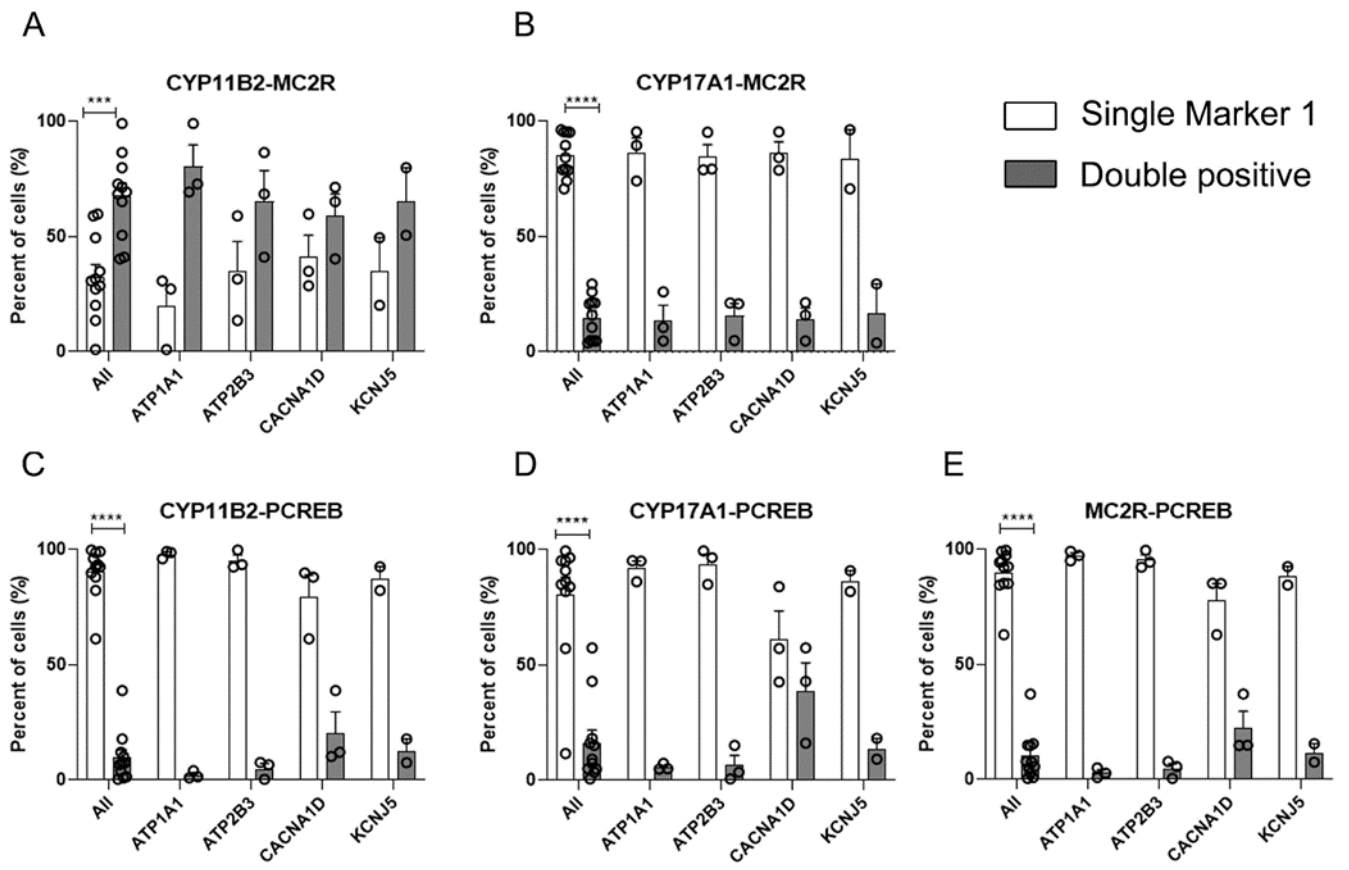 A
CYP11B2-MC2R
***
Percent of cells (%)
100
50
0
All
ATP1A1
ATP2B3
CACNA1D
KCNJ5
B
CYP17A1-MC2R
****
Percent of cells (%)
100
50
0
All
ATP1A1
ATP2B3
CACNA1D
KCNJ5
Single Marker 1
Double positive
C
CYP11B2-PCREB
****
Percent of cells (%)
100
50
0
All
ATP1A1
ATP2B3
CACNA1D
KCNJ5
D
CYP17A1-PCREB
****
Percent of cells (%)
100
50
0
All
ATP1A1
ATP2B3
CACNA1D
KCNJ5
E
MC2R-PCREB
****
Percent of cells (%)
100
50
0
All
ATP1A1
ATP2B3
CACNA1D
KCNJ5